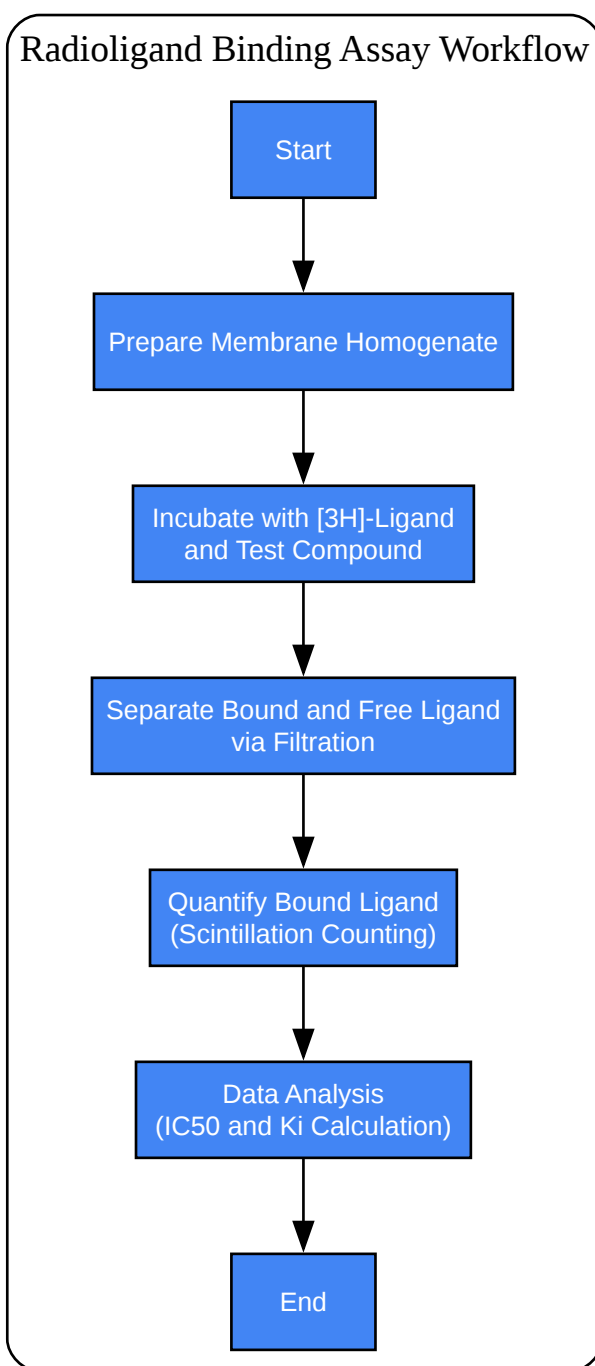 Radioligand Binding Assay Workflow
Start
Prepare Membrane Homogenate
Incubate with [3H]-Ligand
and Test Compound
Separate Bound and Free Ligand
via Filtration
Quantify Bound Ligand
(Scintillation Counting)
Data Analysis
(IC50 and Ki Calculation)
End